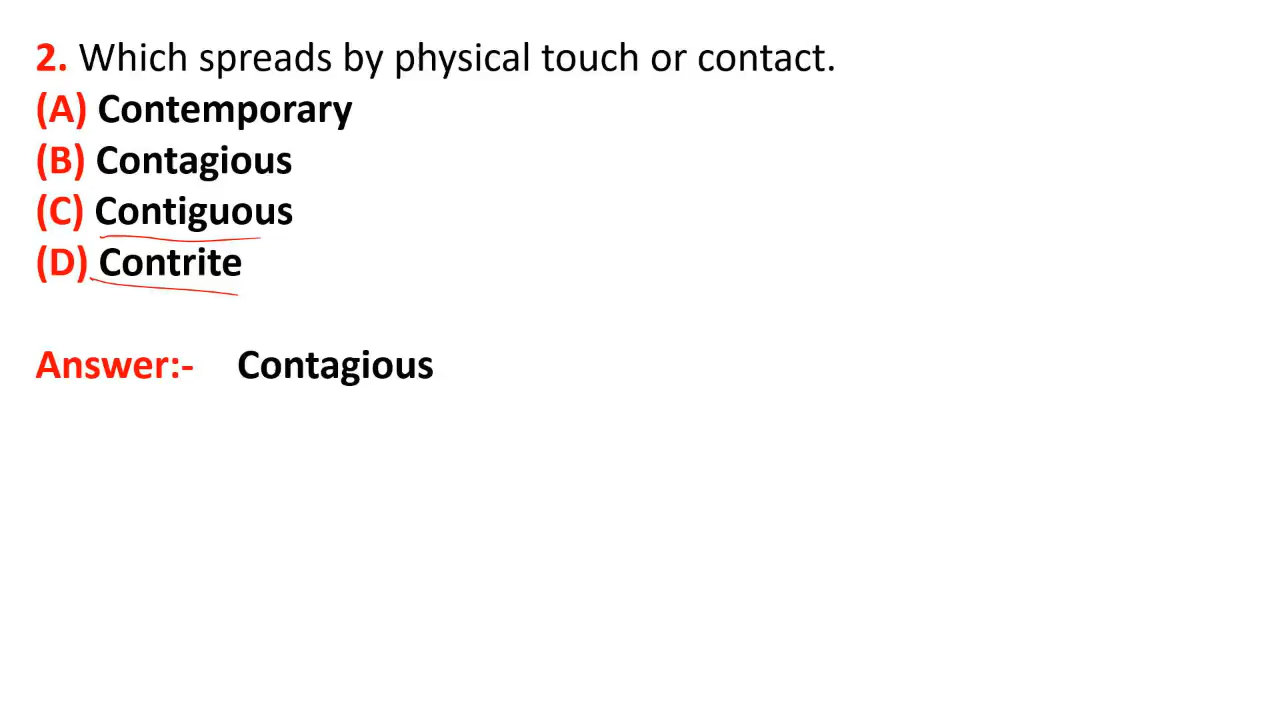 2. Which spreads by physical touch or contact.
(A) Contemporary
(B) Contagious
(C) Contiguous
(D) Contrite
Answer:- Contagious